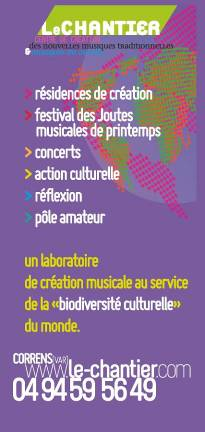 Le CHANTIER
CENTRE DE CRÉATION
des nouvelles musiques traditionnelles
&
> résidences de création
> festival des Joutes
musicales de printemps
> concerts
> action culturelle
> réflexion
> pôle amateur
un laboratoire
de création musicale au service
de la «biodiversité culturelle»
du monde.
CORRENS (VAR)
www.le-chantier.com
04 94 59 56 49